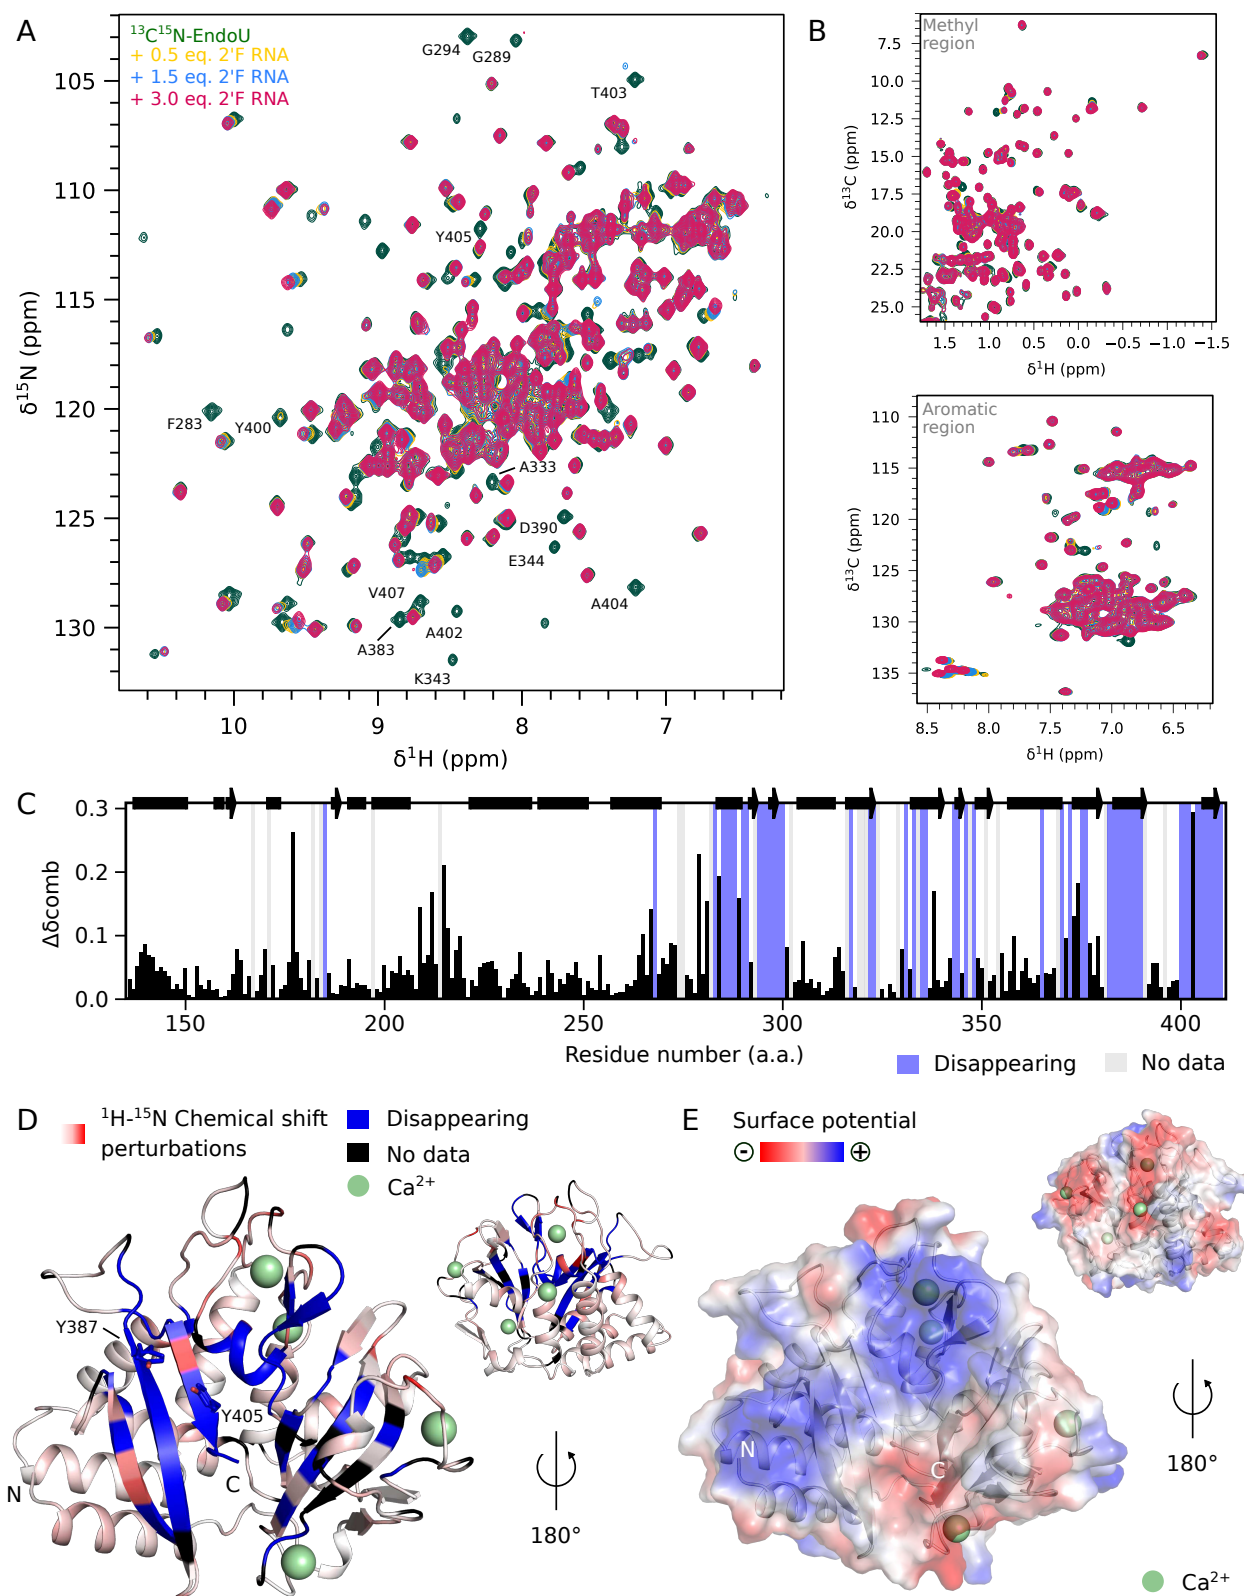 A
¹³C¹⁵N-EndoU
+ 0.5 eq. 2'F RNA
+ 1.5 eq. 2'F RNA
+ 3.0 eq. 2'F RNA
G294
G289
T403
Y405
F283
Y400
A333
D390
E344
V407
A404
A402
A383
K343
105
110
115
120
125
130
δ¹⁵N (ppm)
10
9
8
7
δ¹H (ppm)
B
Methyl
region
7.5
10.0
12.5
15.0
17.5
20.0
22.5
25.0
δ¹³C (ppm)
1.5
1.0
0.5
0.0
−0.5
−1.0
−1.5
δ¹H (ppm)
Aromatic
region
110
115
120
125
130
135
δ¹³C (ppm)
8.5
8.0
7.5
7.0
6.5
δ¹H (ppm)
C
0.3
0.2
0.1
0.0
Δδcomb
150
200
250
300
350
400
Residue number (a.a.)
Disappearing
No data
D
¹H-¹⁵N Chemical shift
perturbations
Disappearing
No data
Ca²⁺
Y387
Y405
N
C
180°
E
Surface potential
-
+
N
C
180°
Ca²⁺